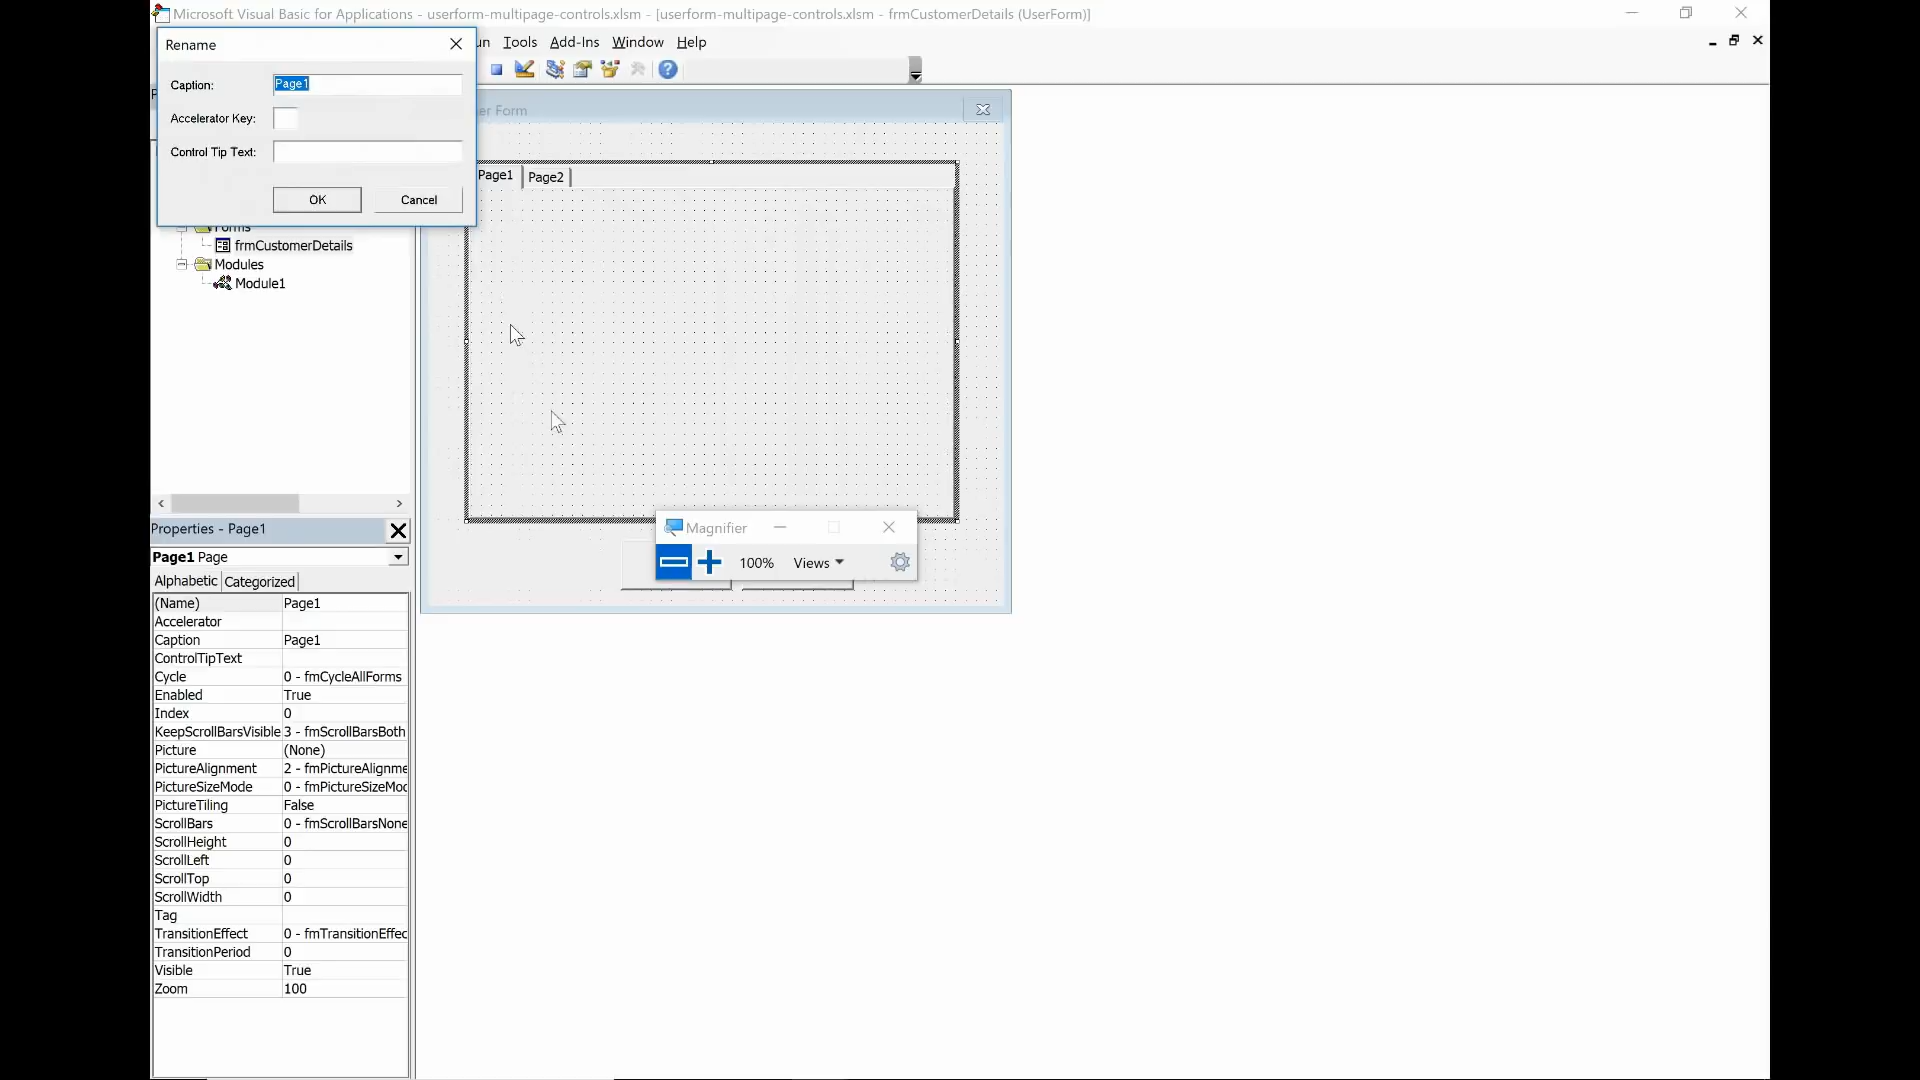 Microsoft Visual Basic for Applications - userform-multipage-controls.xlsm - [userform-multipage-controls.xlsm - frmCustomerDetails (UserForm)]
Rename
Tools Add-Ins Window Help
Caption: Page1
Accelerator Key:
Control Tip Text:
OK Cancel
Form
Page1 Page2
Forms
frmCustomerDetails
Modules
Module1
Magnifier
100% Views
Properties - Page1
Page1 Page
Alphabetic Categorized
(Name) Page1
Accelerator
Caption Page1
ControlTipText
Cycle 0 - fmCycleAllForms
Enabled True
Index 0
KeepScrollBarsVisible 3 - fmScrollBarsBoth
Picture (None)
PictureAlignment 2 - fmPictureAlignme
PictureSizeMode 0 - fmPictureSizeMod
PictureTiling False
ScrollBars 0 - fmScrollBarsNone
ScrollHeight 0
ScrollLeft 0
ScrollTop 0
ScrollWidth 0
Tag
TransitionEffect 0 - fmTransitionEffec
TransitionPeriod 0
Visible True
Zoom 100